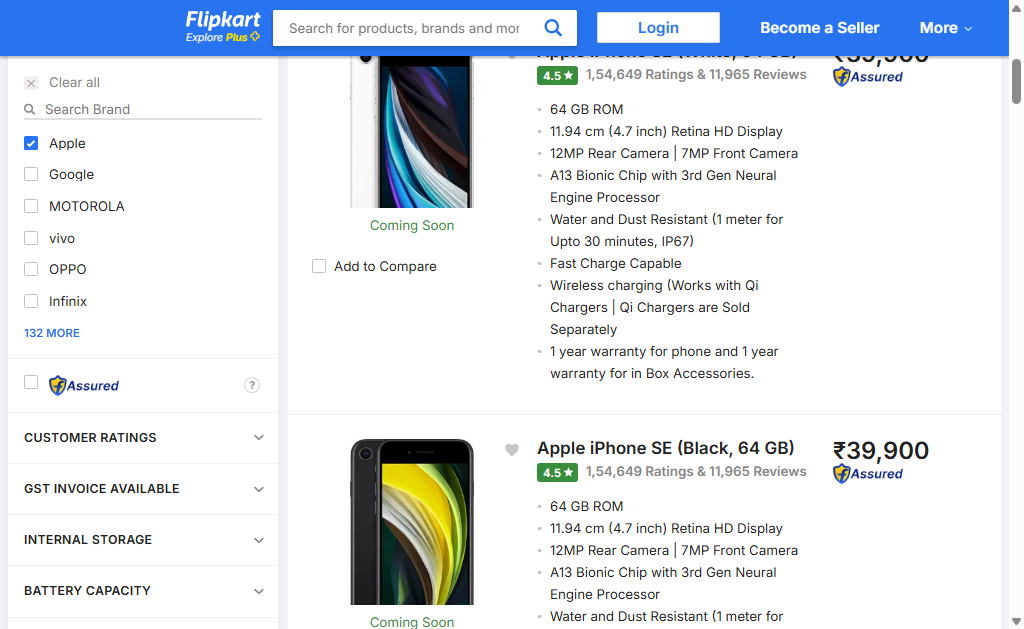 Flipkart
Explore Plus
Search for products, brands and mor
Login
Become a Seller
More
Clear all
Search Brand
Apple
Google
MOTOROLA
vivo
OPPO
Infinix
132 MORE
Assured
?
CUSTOMER RATINGS
GST INVOICE AVAILABLE
INTERNAL STORAGE
BATTERY CAPACITY
Coming Soon
Add to Compare
Apple iPhone SE (White, 64 GB)
4.5★ 1,54,649 Ratings & 11,965 Reviews
64 GB ROM
11.94 cm (4.7 inch) Retina HD Display
12MP Rear Camera | 7MP Front Camera
A13 Bionic Chip with 3rd Gen Neural
Engine Processor
Water and Dust Resistant (1 meter for
Upto 30 minutes, IP67)
Fast Charge Capable
Wireless charging (Works with Qi
Chargers | Qi Chargers are Sold
Separately
1 year warranty for phone and 1 year
warranty for in Box Accessories.
₹39,900
Assured
Coming Soon
Apple iPhone SE (Black, 64 GB)
4.5★ 1,54,649 Ratings & 11,965 Reviews
64 GB ROM
11.94 cm (4.7 inch) Retina HD Display
12MP Rear Camera | 7MP Front Camera
A13 Bionic Chip with 3rd Gen Neural
Engine Processor
Water and Dust Resistant (1 meter for
₹39,900
Assured